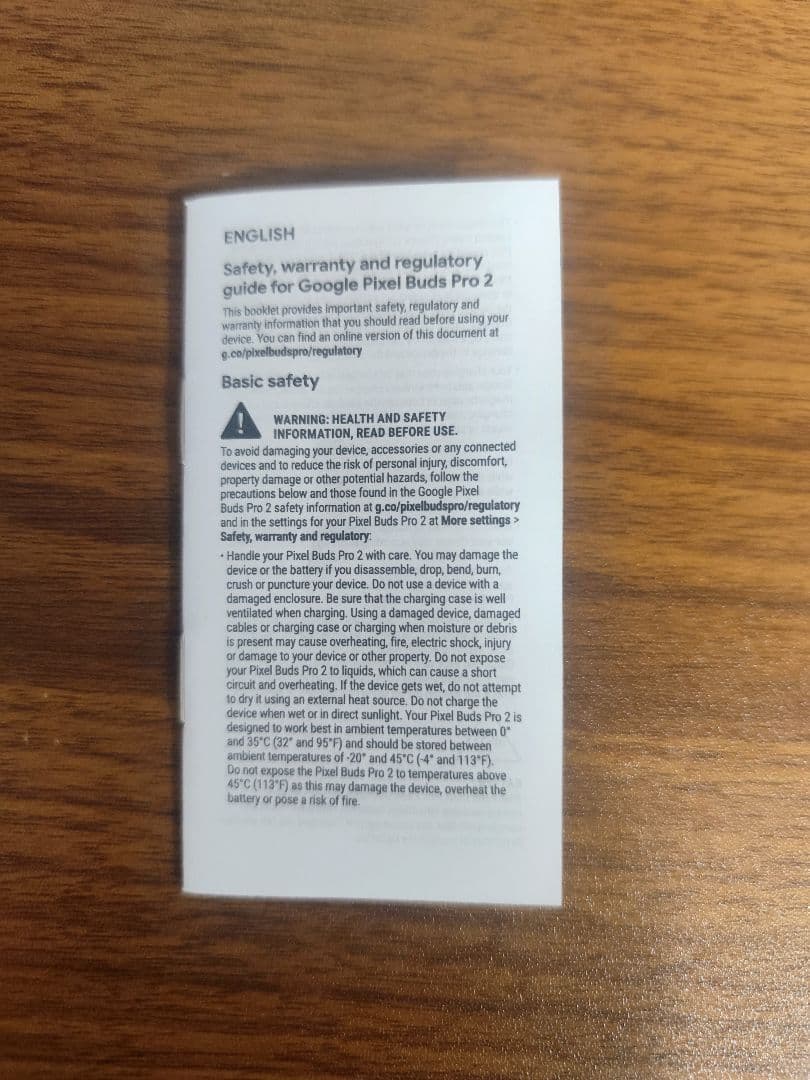 ENGLISH
Safety, warranty and regulatory
guide for Google Pixel Buds Pro 2
This booklet provides important safety, regulatory and
warranty information that you should read before using your
device. You can find an online version of this document at
g.co/pixelbudspro/regulatory
Basic safety
WARNING: HEALTH AND SAFETY
INFORMATION, READ BEFORE USE.
To avoid damaging your device, accessories or any connected
devices and to reduce the risk of personal injury, discomfort,
property damage or other potential hazards, follow the
precautions below and those found in the Google Pixel
Buds Pro 2 safety information at g.co/pixelbudspro/regulatory
and in the settings for your Pixel Buds Pro 2 at More settings >
Safety, warranty and regulatory:
• Handle your Pixel Buds Pro 2 with care. You may damage the
device or the battery if you disassemble, drop, bend, burn,
crush or puncture your device. Do not use a device with a
damaged enclosure. Be sure that the charging case is well
ventilated when charging. Using a damaged device, damaged
cables or charging case or charging when moisture or debris
is present may cause overheating, fire, electric shock, injury
or damage to your device or other property. Do not expose
your Pixel Buds Pro 2 to liquids, which can cause a short
circuit and overheating. If the device gets wet, do not attempt
to dry it using an external heat source. Do not charge the
device when wet or in direct sunlight. Your Pixel Buds Pro 2 is
designed to work best in ambient temperatures between 0°
and 35°C (32° and 95°F) and should be stored between
ambient temperatures of -20° and 45°C (-4° and 113°F).
Do not expose the Pixel Buds Pro 2 to temperatures above
45°C (113°F) as this may damage the device, overheat the
battery or pose a risk of fire.